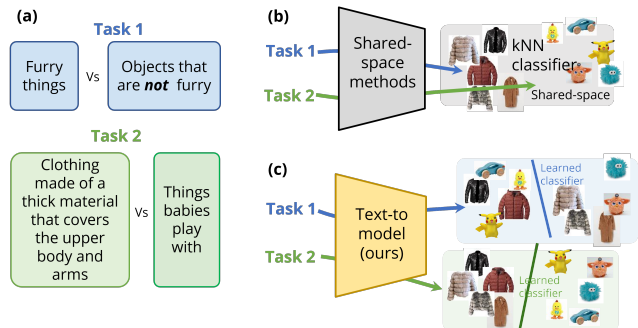 (a)
Task 1
Furry
things
Vs
Objects that
are not furry
Task 2
Clothing
made of a
thick material
that covers
the upper
body and
arms
Vs
Things
babies
play
with
(b)
Task 1
Task 2
Shared-
space
methods
kNN
classifier
Shared-space
(c)
Task 1
Task 2
Text-to
model
(ours)
Learned
classifier
Learned
classifier